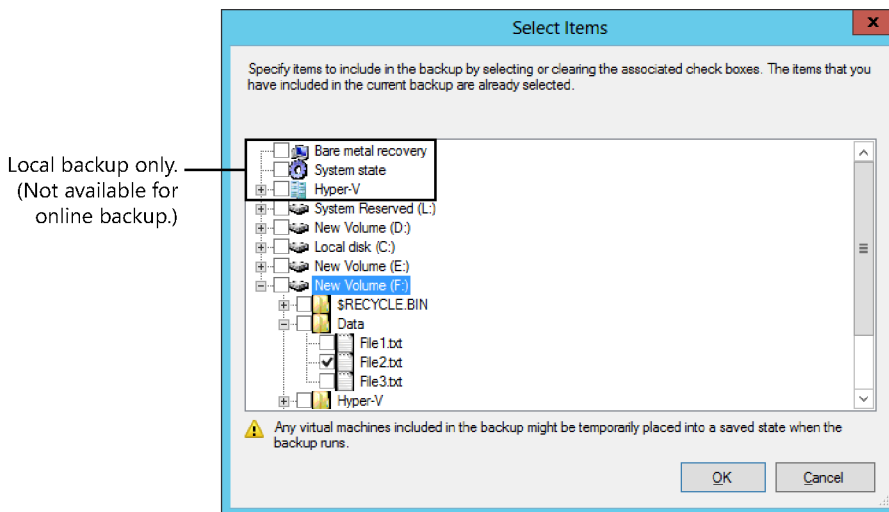 Select Items
x
Specify items to include in the backup by selecting or clearing the associated check boxes. The items that you
have included in the current backup are already selected.
Local backup only.
(Not available for
online backup.)
Bare metal recovery
System state
Hyper-V
System Reserved (L:)
New Volume (D:)
Local disk (C:)
New Volume (E:)
New Volume (F:)
$RECYCLE.BIN
Data
File1.txt
File2.txt
File3.txt
Hyper-V
Any virtual machines included in the backup might be temporarily placed into a saved state when the
backup runs.
OK
Cancel